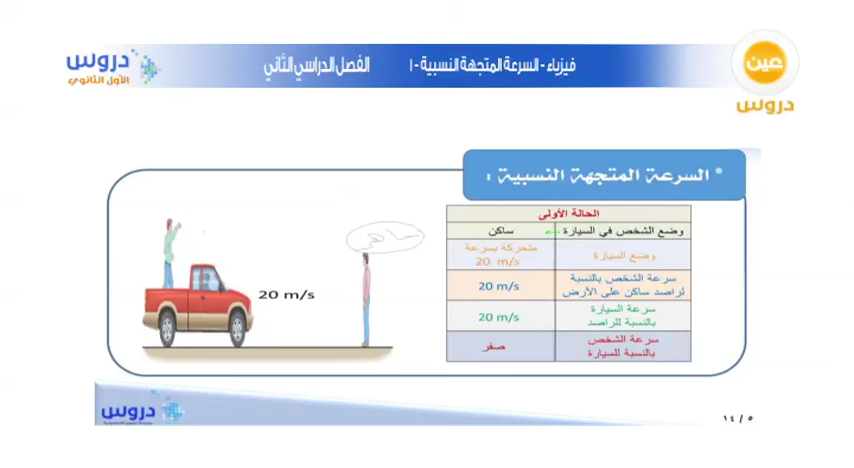 دروس
الأول الثانوي
فيزياء - السرعة المتجهة النسبية - ١
الفصل الدراسي الثاني
عين
دروس
* السرعة المتجهة النسبية :
الحالة الأولى
وضع الشخص في السيارة
ساكن
وضع السيارة
متحركة بسرعة
20 m/s
سرعة الشخص بالنسبة
لراصد ساكن على الأرض
20 m/s
سرعة السيارة
بالنسبة للراصد
20 m/s
سرعة الشخص
بالنسبة للسيارة
صفر
20 m/s
دروس
٥ / ١٤